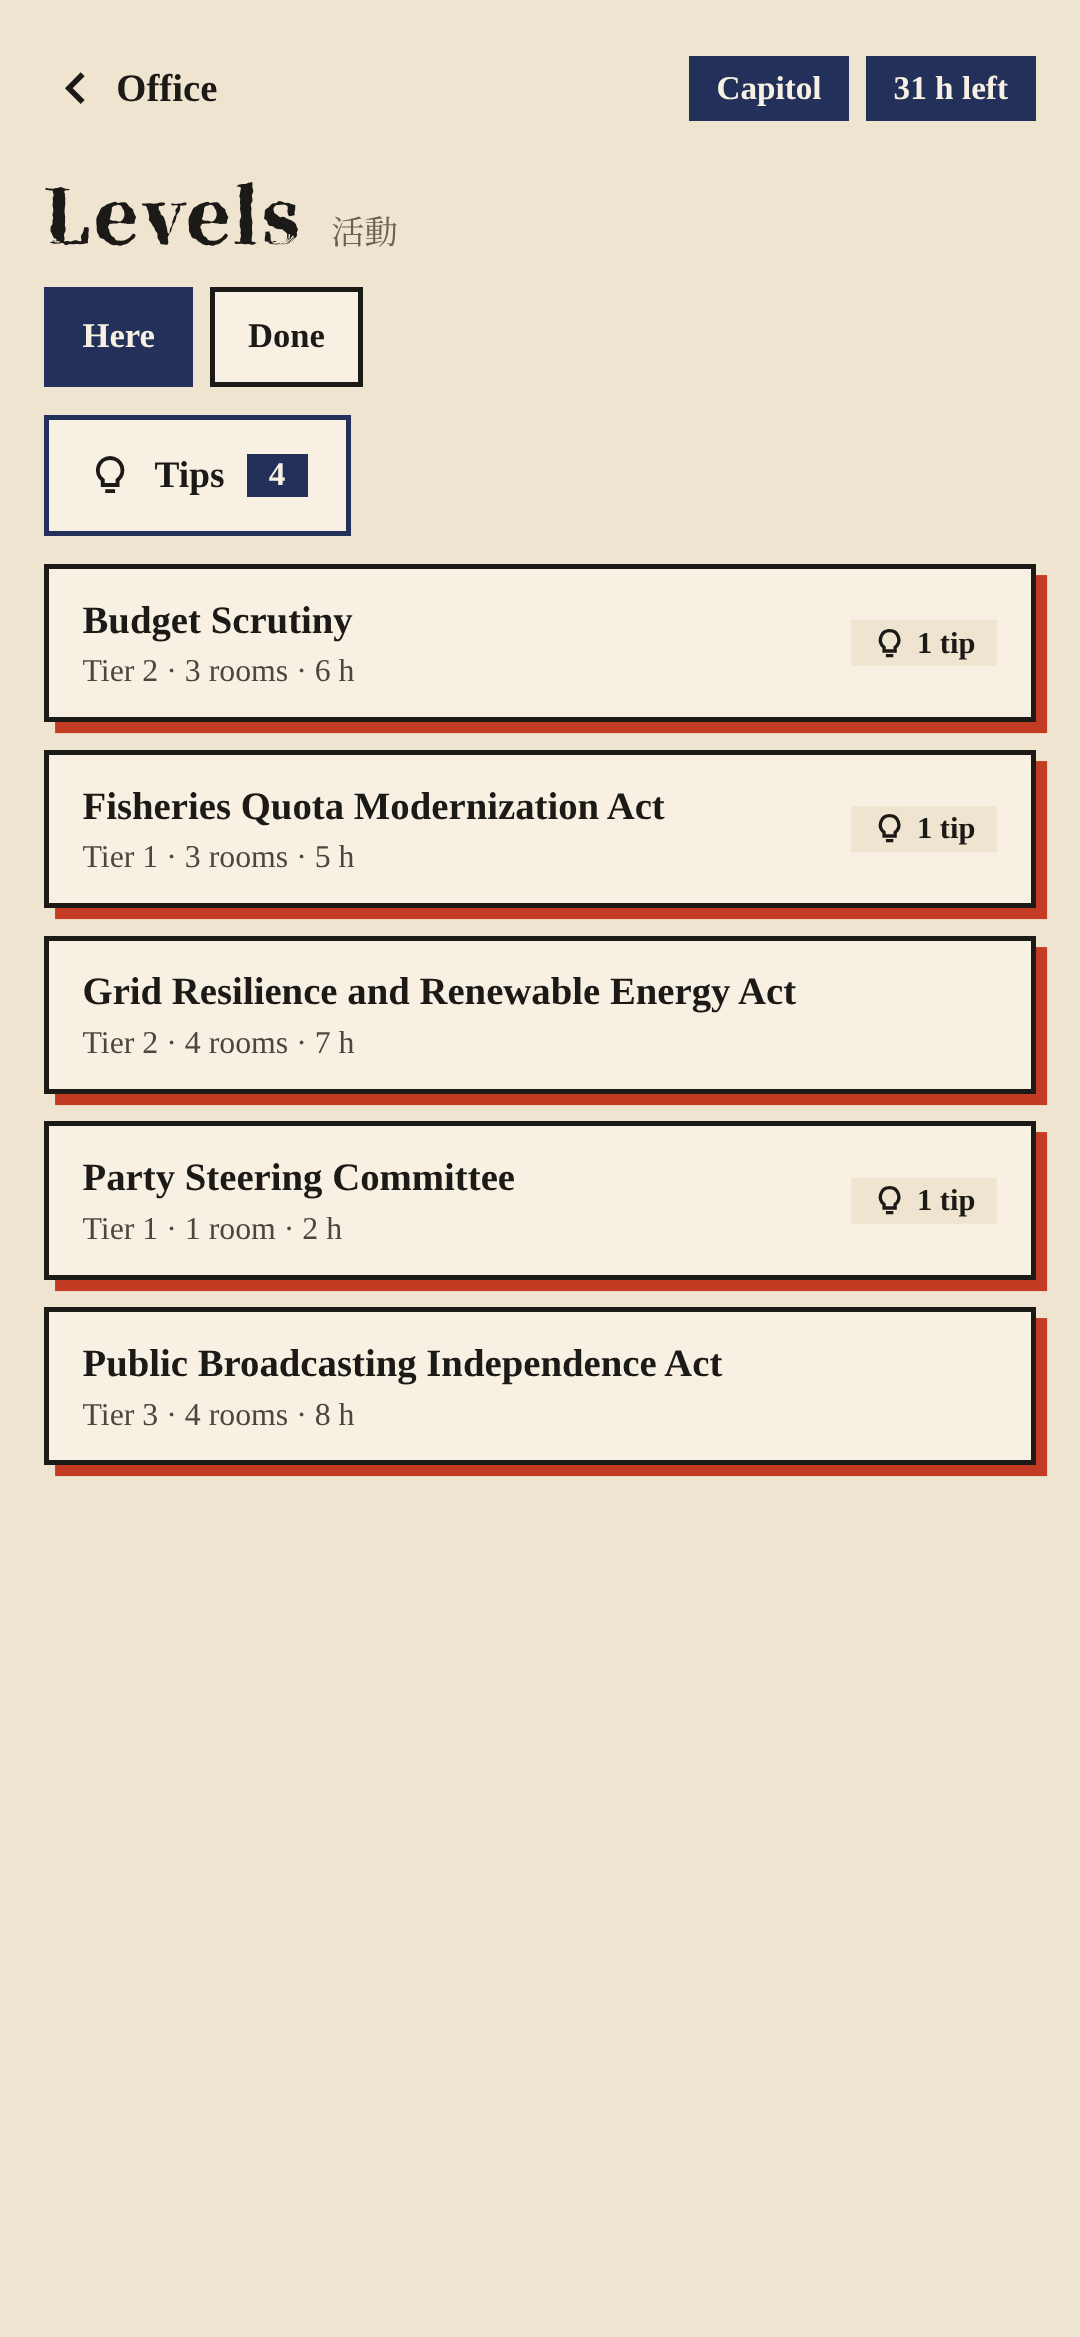 Office
Capitol
31 h left
Levels 活動
Here
Done
Tips 4
Budget Scrutiny
Tier 2 · 3 rooms · 6 h
1 tip
Fisheries Quota Modernization Act
Tier 1 · 3 rooms · 5 h
1 tip
Grid Resilience and Renewable Energy Act
Tier 2 · 4 rooms · 7 h
Party Steering Committee
Tier 1 · 1 room · 2 h
1 tip
Public Broadcasting Independence Act
Tier 3 · 4 rooms · 8 h